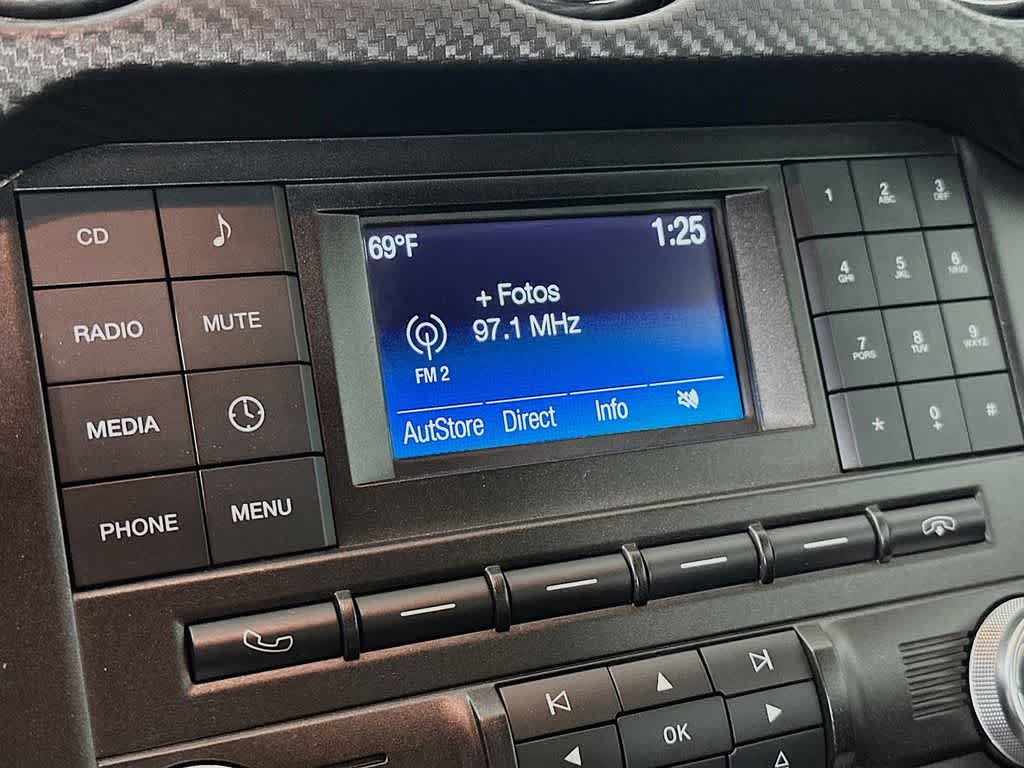 CD
RADIO
MUTE
MEDIA
PHONE
MENU
69°F
1:25
+ Fotos
97.1 MHz
FM 2
AutStore Direct Info
1 2 3
ABC DEF
4 5 6
GHI JKL MNO
7 8 9
PQRS TUV WXYZ
* 0 #
+
OK